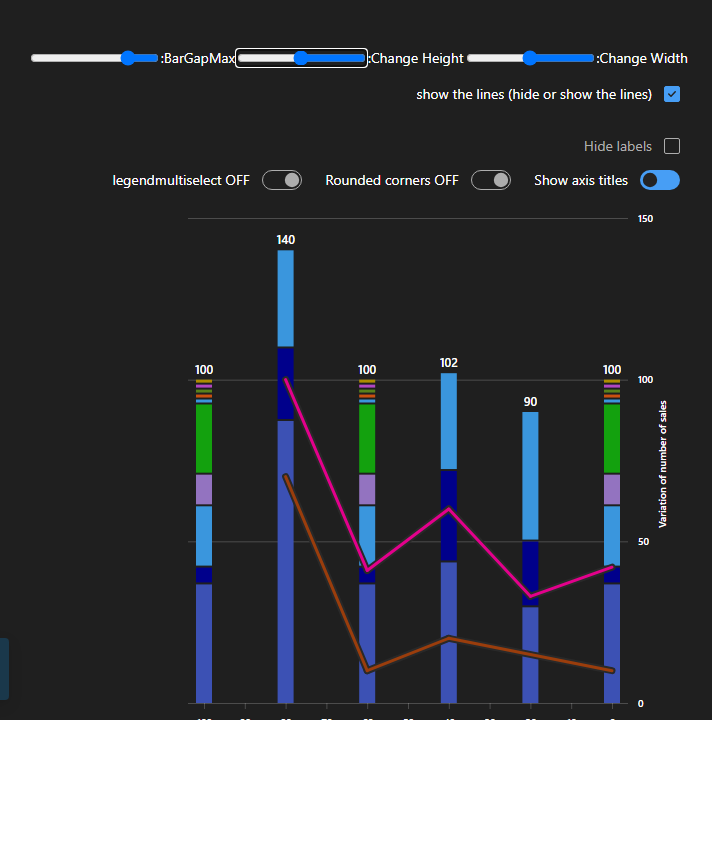 :BarGapMax :Change Height :Change Width
show the lines (hide or show the lines)
Hide labels
legendmultiselect OFF Rounded corners OFF Show axis titles
150
140
100 100 102 90 100
100
Variation of number of sales
50
0